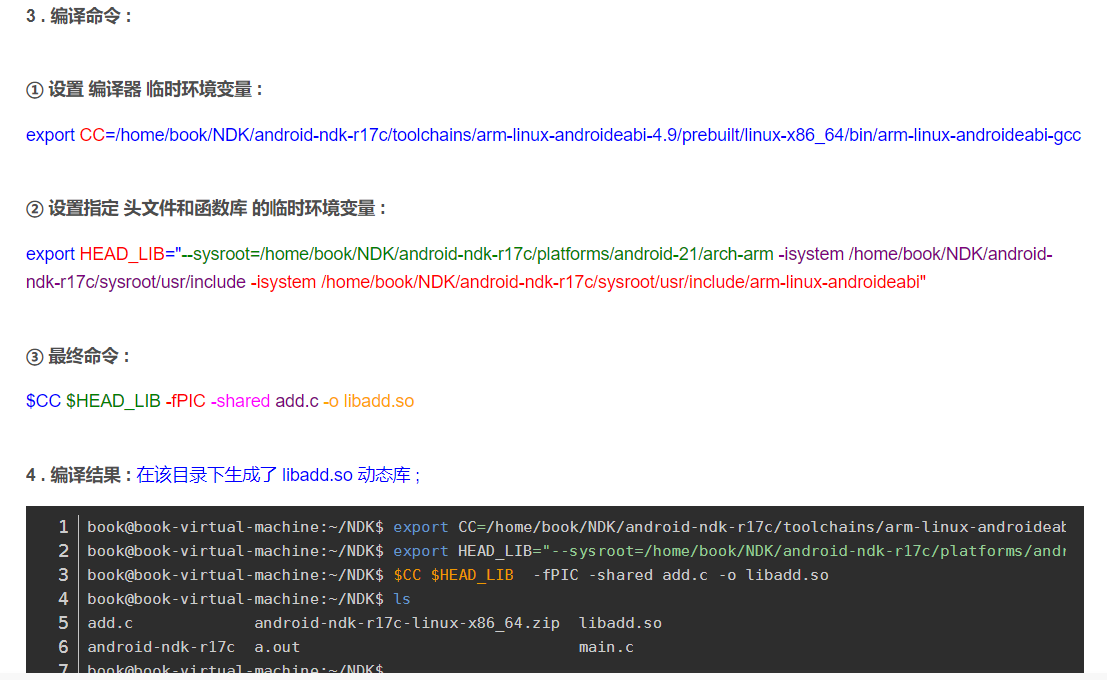 3 . 编译命令 :
① 设置 编译器 临时环境变量 :
export CC=/home/book/NDK/android-ndk-r17c/toolchains/arm-linux-androideabi-4.9/prebuilt/linux-x86_64/bin/arm-linux-androideabi-gcc
② 设置指定 头文件和函数库 的临时环境变量 :
export HEAD_LIB="--sysroot=/home/book/NDK/android-ndk-r17c/platforms/android-21/arch-arm -isystem /home/book/NDK/android-
ndk-r17c/sysroot/usr/include -isystem /home/book/NDK/android-ndk-r17c/sysroot/usr/include/arm-linux-androideabi"
③ 最终命令 :
$CC $HEAD_LIB -fPIC -shared add.c -o libadd.so
4 . 编译结果 : 在该目录下生成了 libadd.so 动态库 ;
1 book@book-virtual-machine:~/NDK$ export CC=/home/book/NDK/android-ndk-r17c/toolchains/arm-linux-androideab
2 book@book-virtual-machine:~/NDK$ export HEAD_LIB="--sysroot=/home/book/NDK/android-ndk-r17c/platforms/andr
3 book@book-virtual-machine:~/NDK$ $CC $HEAD_LIB  -fPIC -shared add.c -o libadd.so
4 book@book-virtual-machine:~/NDK$ ls
5 add.c             android-ndk-r17c-linux-x86_64.zip  libadd.so
6 android-ndk-r17c  a.out                              main.c
7 book@book-virtual-machine:~/NDK$